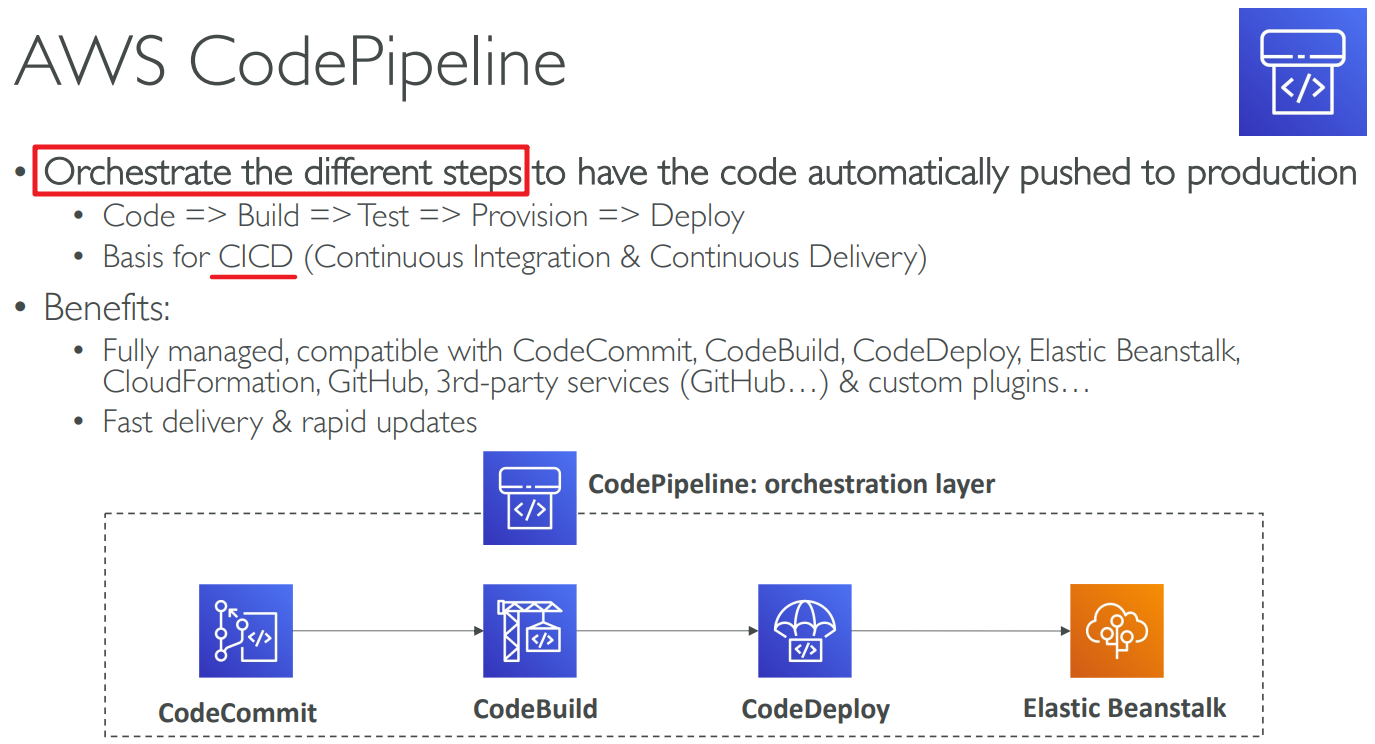 AWS CodePipeline
• Orchestrate the different steps to have the code automatically pushed to production
• Code => Build => Test => Provision => Deploy
• Basis for CICD (Continuous Integration & Continuous Delivery)
• Benefits:
• Fully managed, compatible with CodeCommit, CodeBuild, CodeDeploy, Elastic Beanstalk,
CloudFormation, GitHub, 3rd-party services (GitHub…) & custom plugins…
• Fast delivery & rapid updates
CodePipeline: orchestration layer
CodeCommit
CodeBuild
CodeDeploy
Elastic Beanstalk